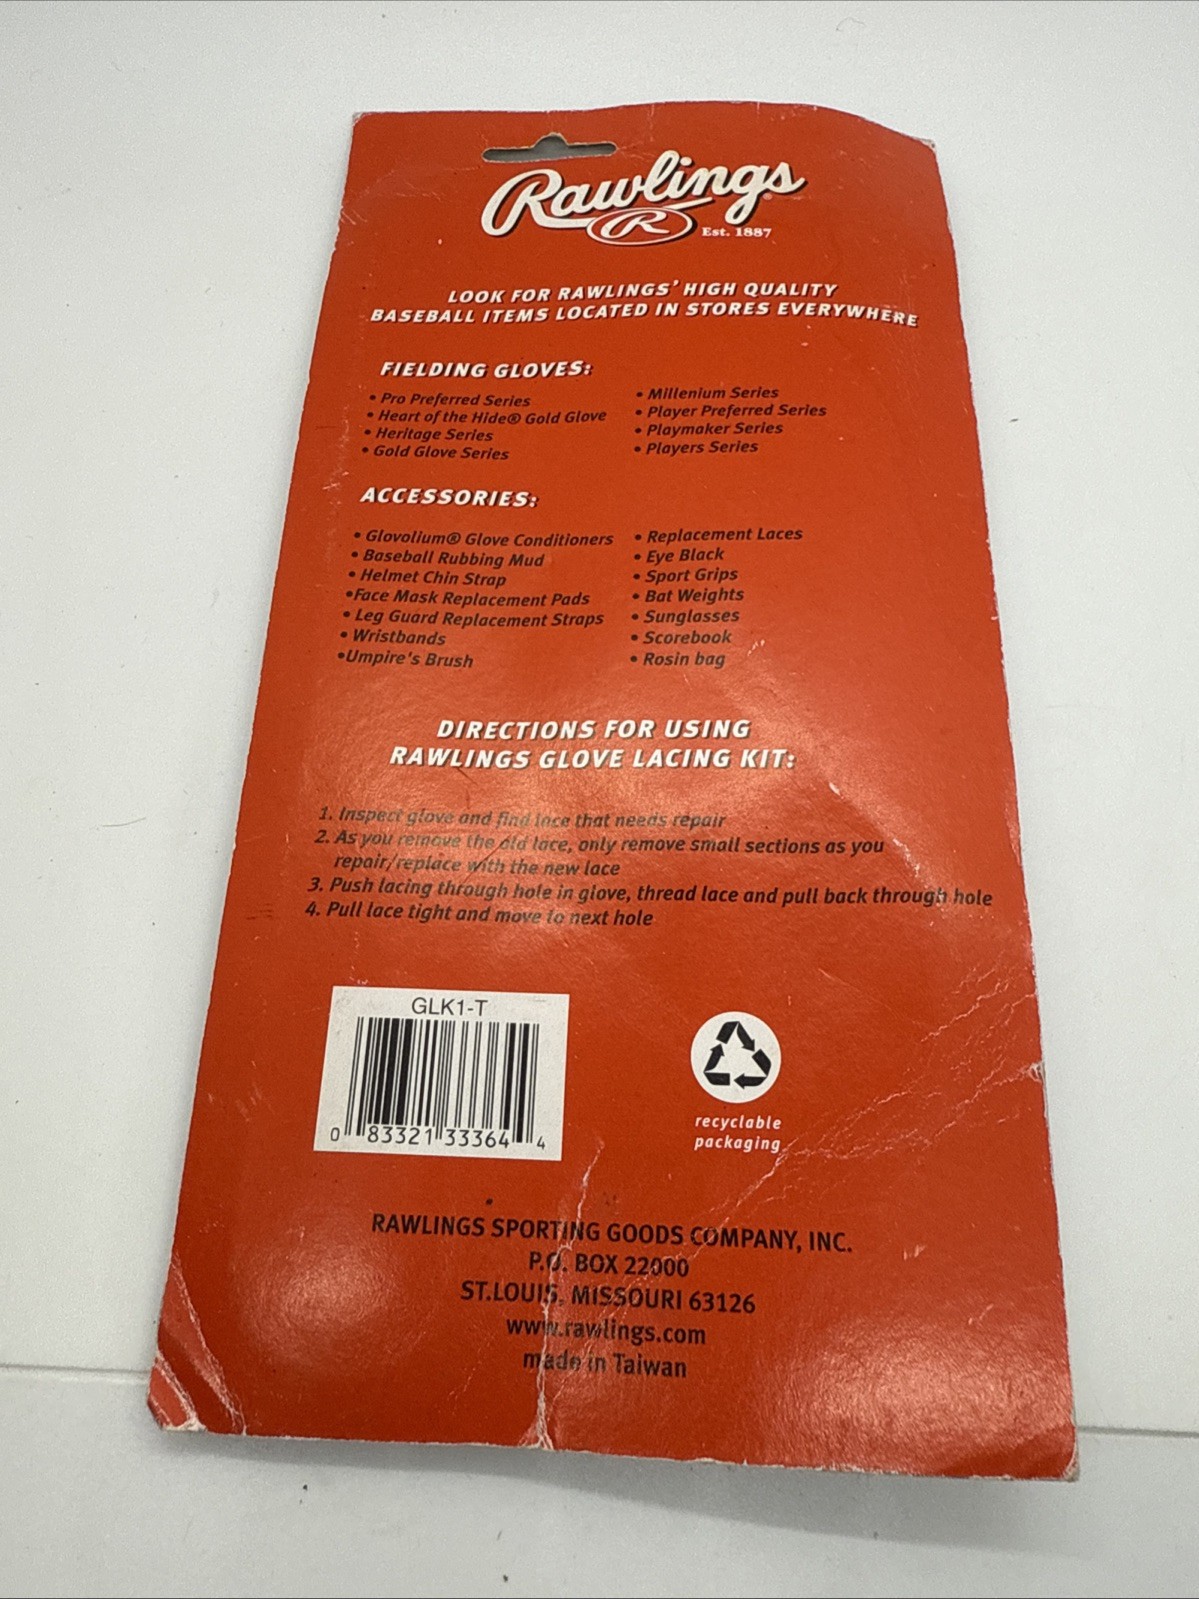 Rawlings
R Est. 1887
LOOK FOR RAWLINGS' HIGH QUALITY
BASEBALL ITEMS LOCATED IN STORES EVERYWHERE
FIELDING GLOVES:
• Pro Preferred Series
• Heart of the Hide® Gold Glove
• Heritage Series
• Gold Glove Series
• Millenium Series
• Player Preferred Series
• Playmaker Series
• Players Series
ACCESSORIES:
• Glovolium® Glove Conditioners
• Baseball Rubbing Mud
• Helmet Chin Strap
•Face Mask Replacement Pads
• Leg Guard Replacement Straps
• Wristbands
•Umpire's Brush
• Replacement Laces
• Eye Black
• Sport Grips
• Bat Weights
• Sunglasses
• Scorebook
• Rosin bag
DIRECTIONS FOR USING
RAWLINGS GLOVE LACING KIT:
1. Inspect glove and find lace that needs repair
2. As you remove the old lace, only remove small sections as you
repair/replace with the new lace
3. Push lacing through hole in glove, thread lace and pull back through hole
4. Pull lace tight and move to next hole
GLK1-T
0 83321 33364 4
recyclable
packaging
RAWLINGS SPORTING GOODS COMPANY, INC.
P.O. BOX 22000
ST.LOUIS, MISSOURI 63126
www.rawlings.com
made in Taiwan